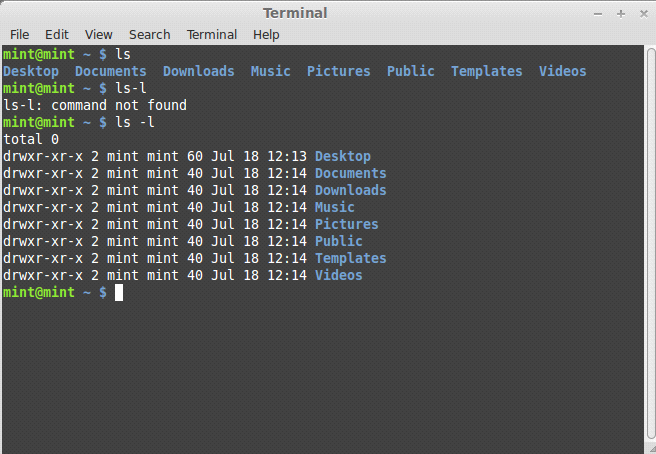 Terminal
File Edit View Search Terminal Help
mint@mint ~ $ ls
Desktop  Documents  Downloads  Music  Pictures  Public  Templates  Videos
mint@mint ~ $ ls-l
ls-l: command not found
mint@mint ~ $ ls -l
total 0
drwxr-xr-x 2 mint mint 60 Jul 18 12:13 Desktop
drwxr-xr-x 2 mint mint 40 Jul 18 12:14 Documents
drwxr-xr-x 2 mint mint 40 Jul 18 12:14 Downloads
drwxr-xr-x 2 mint mint 40 Jul 18 12:14 Music
drwxr-xr-x 2 mint mint 40 Jul 18 12:14 Pictures
drwxr-xr-x 2 mint mint 40 Jul 18 12:14 Public
drwxr-xr-x 2 mint mint 40 Jul 18 12:14 Templates
drwxr-xr-x 2 mint mint 40 Jul 18 12:14 Videos
mint@mint ~ $